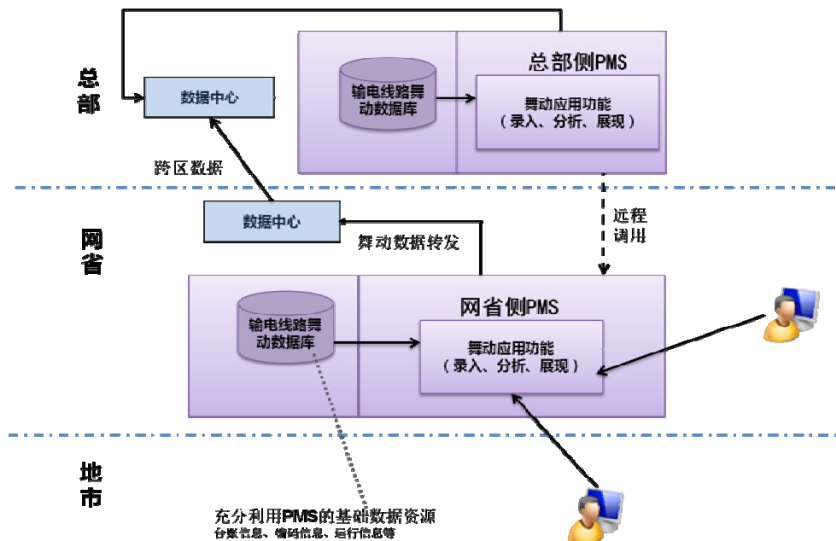 总部
总部侧PMS
数据中心
输电线路舞
动数据库
舞动应用功能
（录入、分析、展现）
跨区数据
网省
数据中心
舞动数据转发
远程
调用
网省侧PMS
输电线路舞
动数据库
舞动应用功能
（录入、分析、展现）
地市
充分利用PMS的基础数据资源
台账信息、编码信息、运行信息等